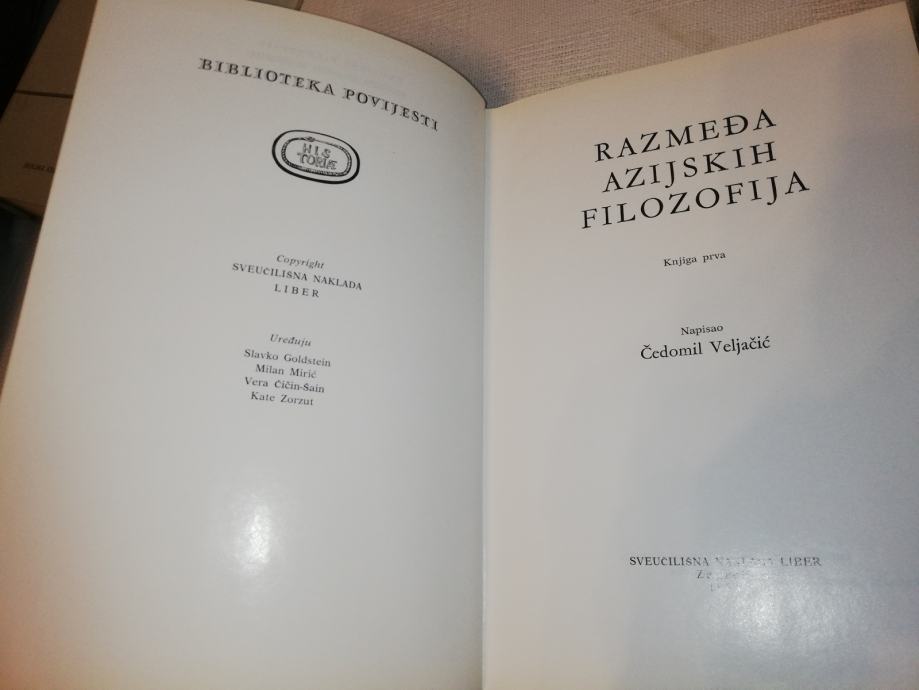 BIBLIOTEKA POVIJESTI
HIS
TORIÆ
Copyright
SVEUČILIŠNA NAKLADA
LIBER
Uređuju
Slavko Goldstein
Milan Mirić
Vera Čičin-Šain
Kate Zorzut
RAZMEĐA
AZIJSKIH
FILOZOFIJA
Knjiga prva
Napisao
Čedomil Veljačić
SVEUČILIŠNA NAKLADA LIBER